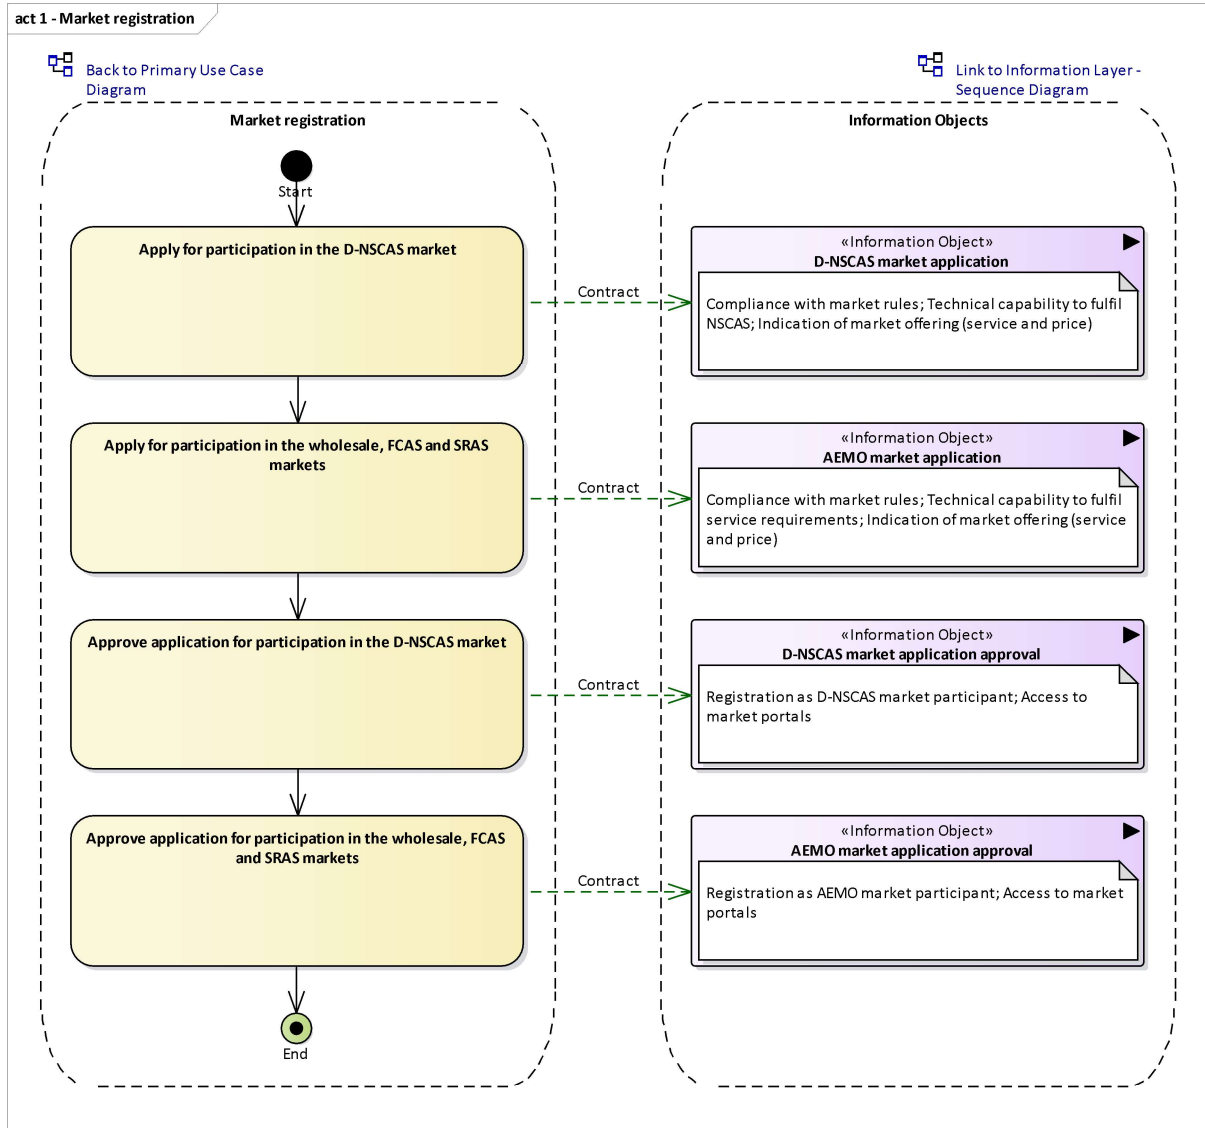 act 1 - Market registration
Back to Primary Use Case
Diagram
Link to Information Layer -
Sequence Diagram
Market registration
Start
Apply for participation in the D-NSCAS market
Apply for participation in the wholesale, FCAS and SRAS
markets
Approve application for participation in the D-NSCAS market
Approve application for participation in the wholesale, FCAS
and SRAS markets
End
Contract
Contract
Contract
Contract
Information Objects
«Information Object»
D-NSCAS market application
Compliance with market rules; Technical capability to fulfil
NSCAS; Indication of market offering (service and price)
«Information Object»
AEMO market application
Compliance with market rules; Technical capability to fulfil
service requirements; Indication of market offering (service
and price)
«Information Object»
D-NSCAS market application approval
Registration as D-NSCAS market participant; Access to
market portals
«Information Object»
AEMO market application approval
Registration as AEMO market participant; Access to market
portals